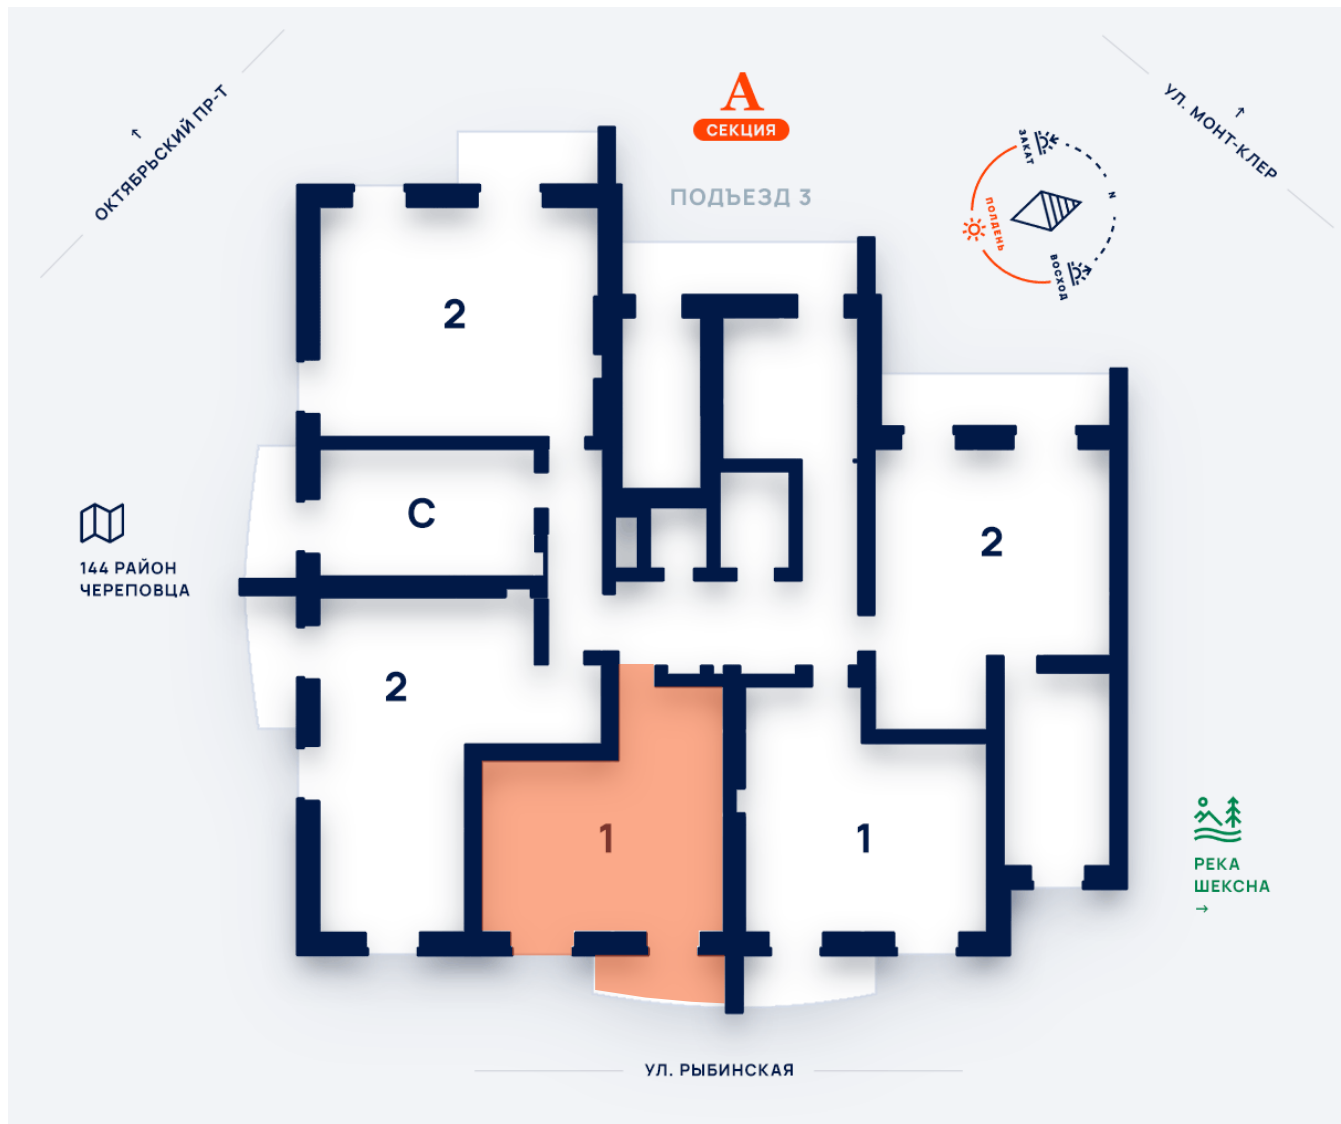 А
СЕКЦИЯ
ПОДЪЕЗД 3
← ОКТЯБРЬСКИЙ ПР-Т
УЛ. МОНТ-КЛЕР →
ЗАКАТ
N
ПОЛДЕНЬ
ВОСХОД
2
С
2
2
144 РАЙОН
ЧЕРЕПОВЦА
1
1
РЕКА
ШЕКСНА
→
УЛ. РЫБИНСКАЯ